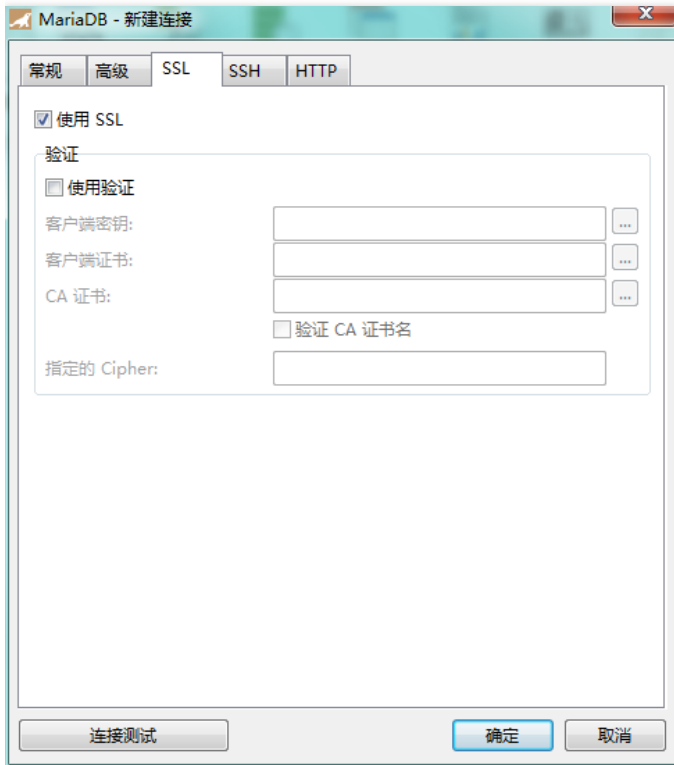 MariaDB - 新建连接
常规 高级 SSL SSH HTTP
使用 SSL
验证
使用验证
客户端密钥: ...
客户端证书: ...
CA 证书: ...
验证 CA 证书名
指定的 Cipher:
连接测试 确定 取消